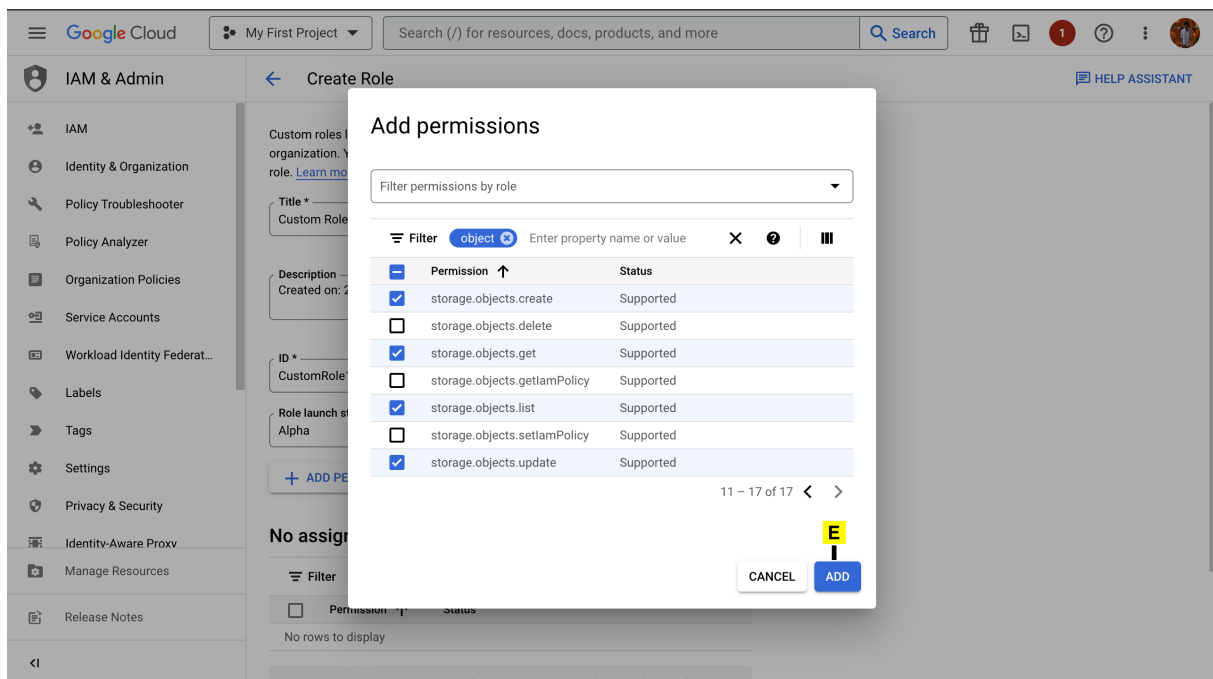 Google Cloud
My First Project
Search (/) for resources, docs, products, and more
Search
1
IAM & Admin
Create Role
HELP ASSISTANT
IAM
Identity & Organization
Policy Troubleshooter
Policy Analyzer
Organization Policies
Service Accounts
Workload Identity Federat...
Labels
Tags
Settings
Privacy & Security
Identity-Aware Proxy
Manage Resources
Release Notes
Custom roles
organization.
role. Learn mo
Title *
Custom Role
Description
Created on: 2
ID *
CustomRole
Role launch st
Alpha
ADD PE
No assign
Filter
Permission Status
No rows to display
Add permissions
Filter permissions by role
Filter object Enter property name or value
Permission Status
storage.objects.create Supported
storage.objects.delete Supported
storage.objects.get Supported
storage.objects.getIamPolicy Supported
storage.objects.list Supported
storage.objects.setIamPolicy Supported
storage.objects.update Supported
11 – 17 of 17
E
CANCEL ADD